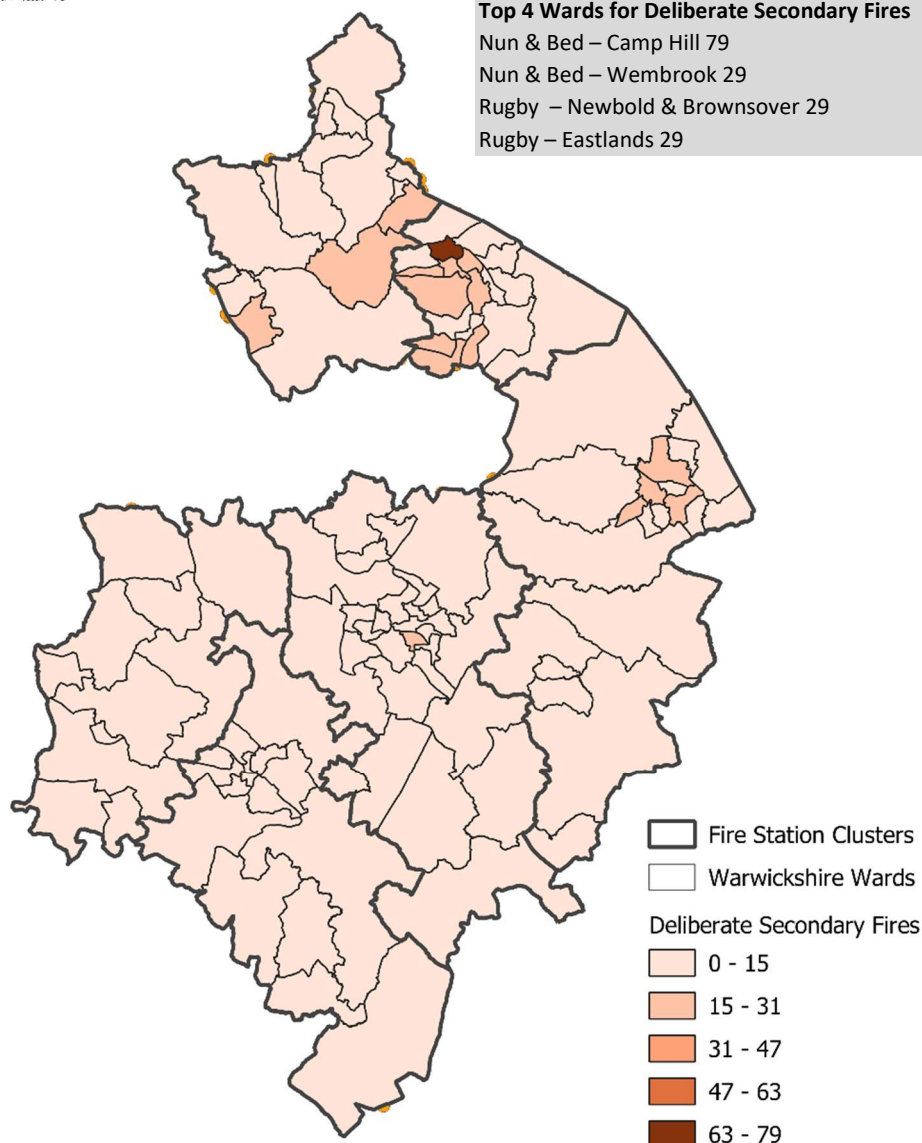 Top 4 Wards for Deliberate Secondary Fires
Nun & Bed – Camp Hill 79
Nun & Bed – Wembrook 29
Rugby – Newbold & Brownsover 29
Rugby – Eastlands 29
Fire Station Clusters
Warwickshire Wards
Deliberate Secondary Fires
0 - 15
15 - 31
31 - 47
47 - 63
63 - 79